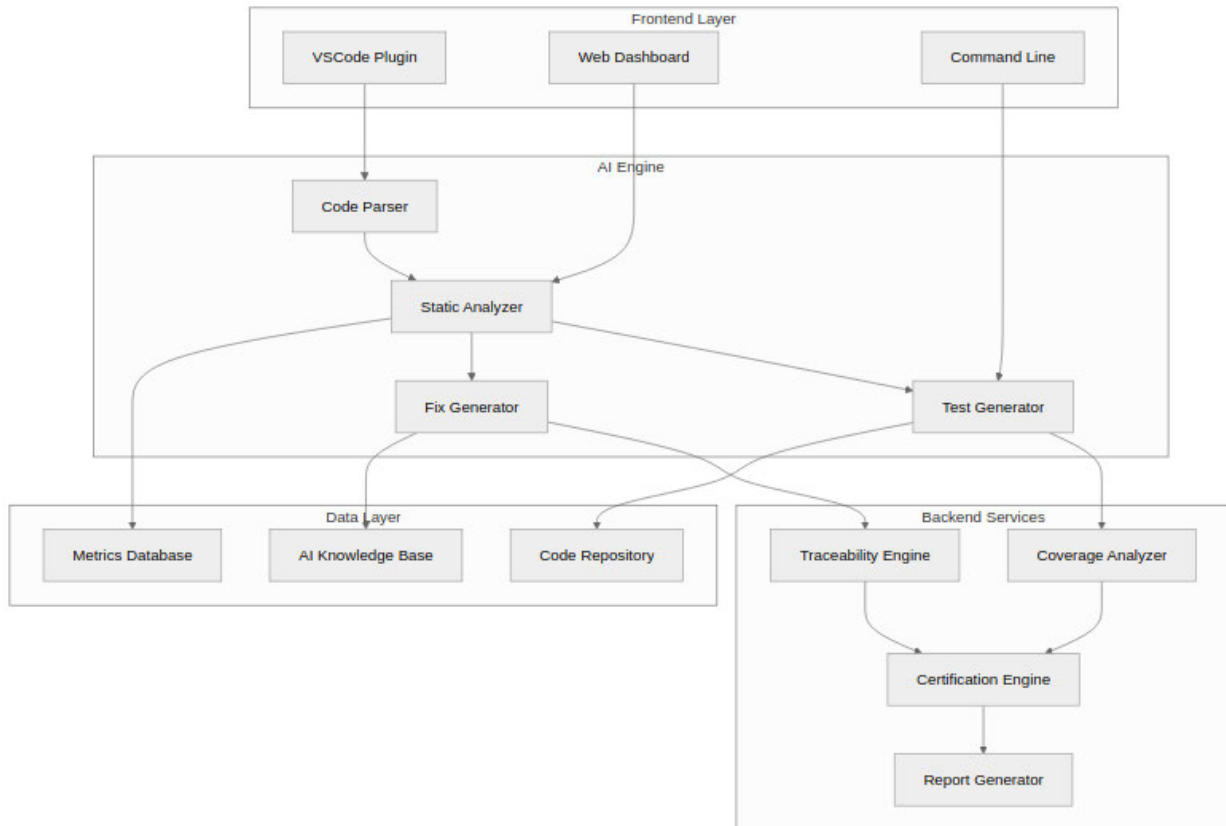 Frontend Layer
VSCode Plugin
Web Dashboard
Command Line
AI Engine
Code Parser
Static Analyzer
Fix Generator
Test Generator
Data Layer
Metrics Database
AI Knowledge Base
Code Repository
Backend Services
Traceability Engine
Coverage Analyzer
Certification Engine
Report Generator